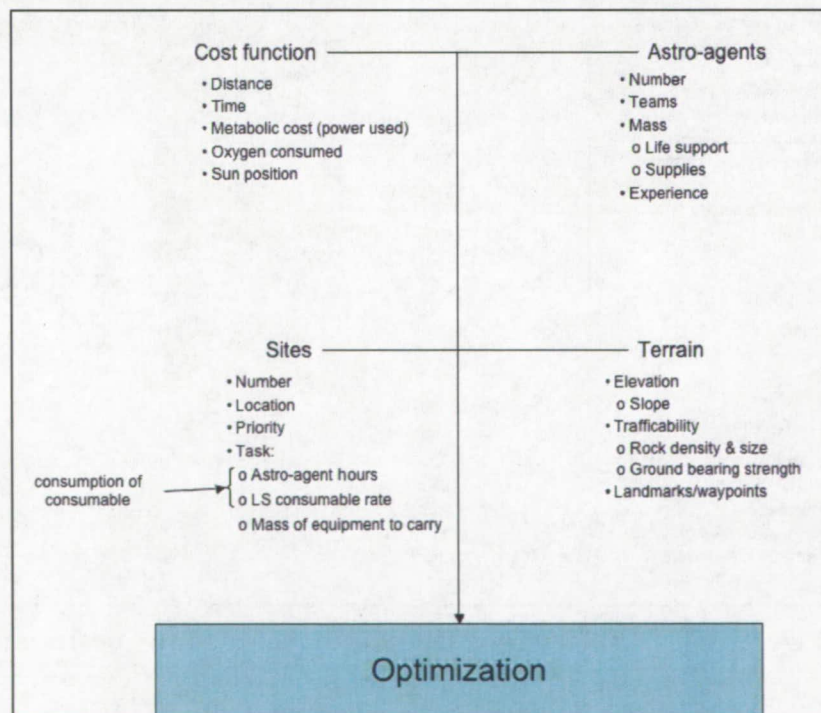 Cost function
• Distance
• Time
• Metabolic cost (power used)
• Oxygen consumed
• Sun position
Astro-agents
• Number
• Teams
• Mass
o Life support
o Supplies
• Experience
Sites
• Number
• Location
• Priority
• Task:
o Astro-agent hours
o LS consumable rate
o Mass of equipment to carry
consumption of
consumable
Terrain
• Elevation
o Slope
• Trafficability
o Rock density & size
o Ground bearing strength
• Landmarks/waypoints
Optimization